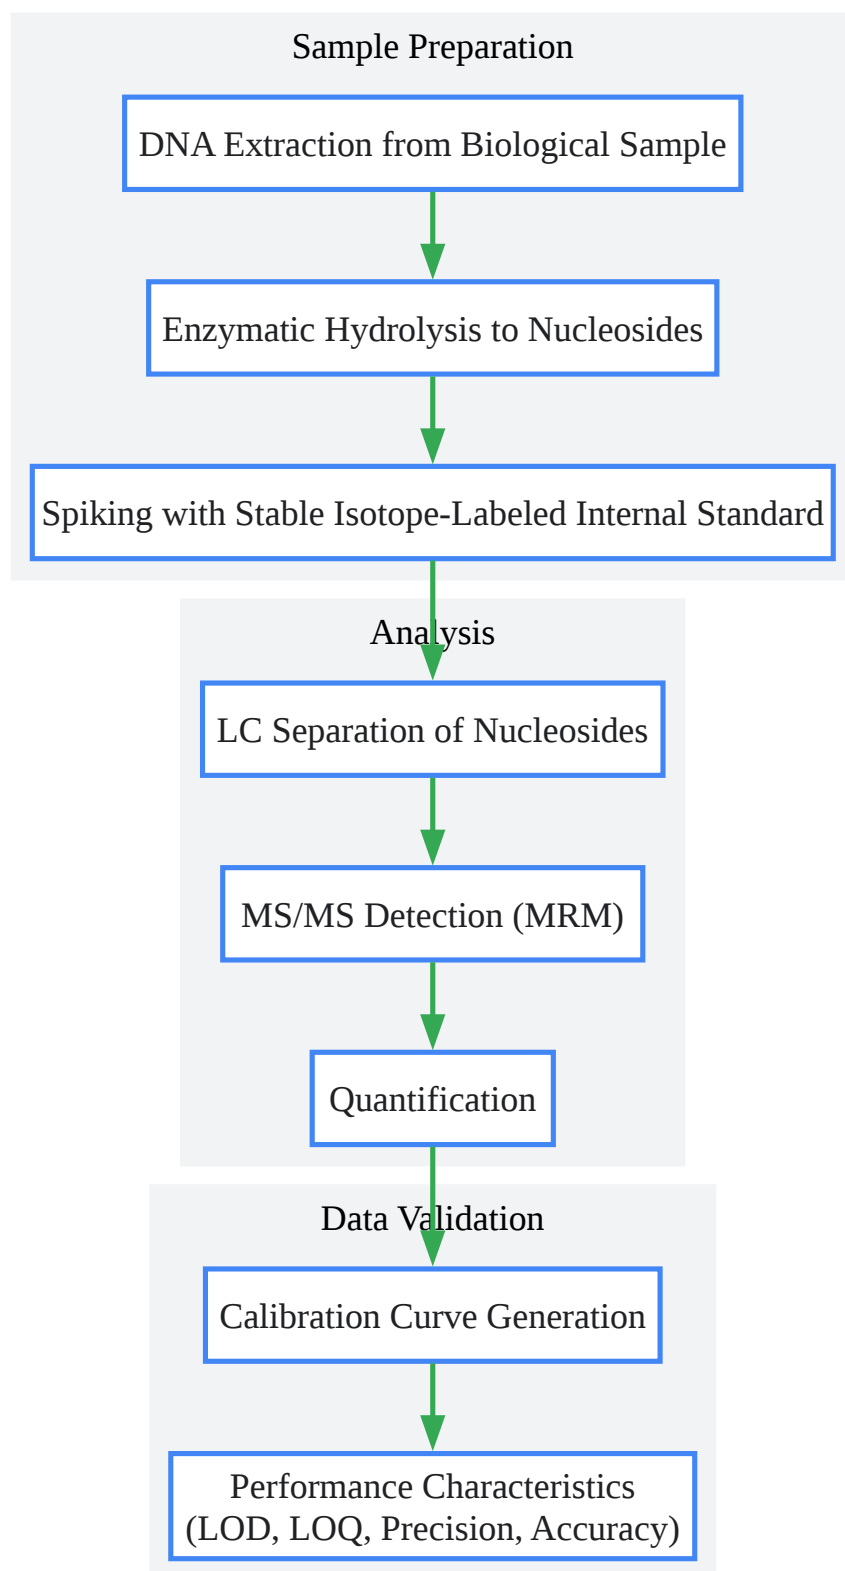 Sample Preparation
DNA Extraction from Biological Sample
Enzymatic Hydrolysis to Nucleosides
Spiking with Stable Isotope-Labeled Internal Standard
Analysis
LC Separation of Nucleosides
MS/MS Detection (MRM)
Quantification
Data Validation
Calibration Curve Generation
Performance Characteristics
(LOD, LOQ, Precision, Accuracy)